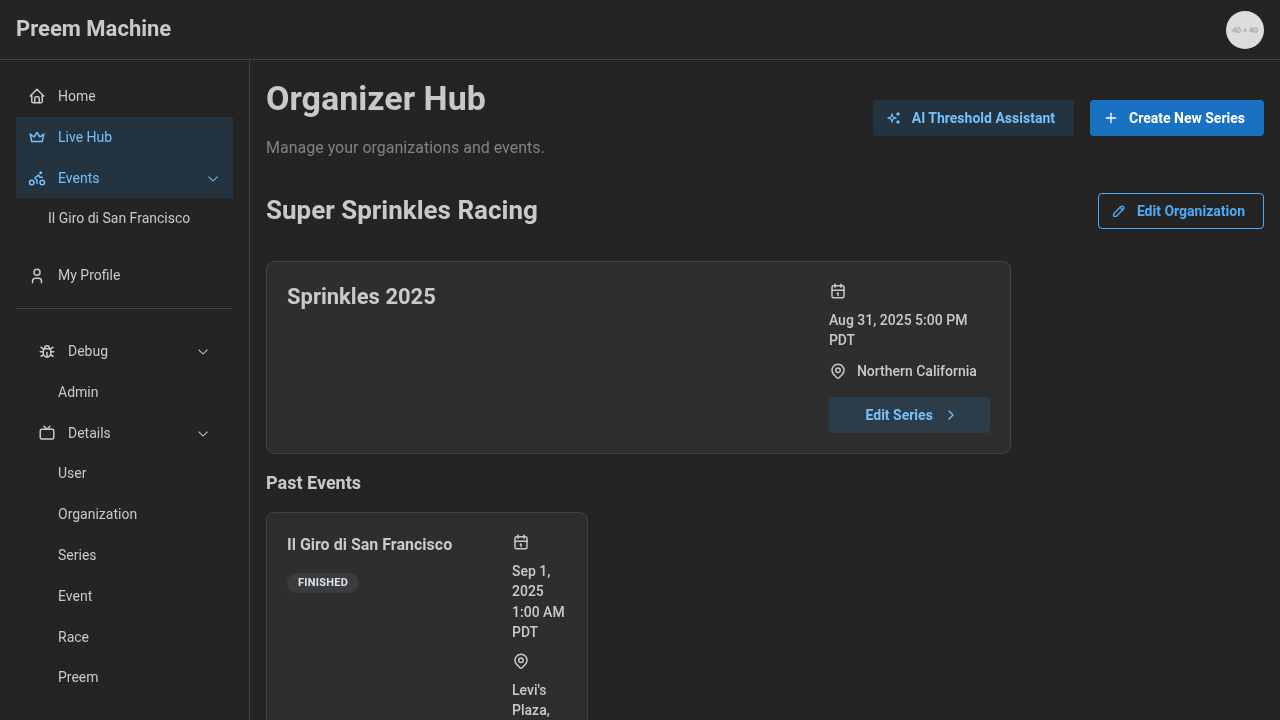 Preem Machine
40 × 40
Home
Live Hub
Events
Il Giro di San Francisco
My Profile
Debug
Admin
Details
User
Organization
Series
Event
Race
Preem
Organizer Hub
Manage your organizations and events.
AI Threshold Assistant
Create New Series
Super Sprinkles Racing
Edit Organization
Sprinkles 2025
Aug 31, 2025 5:00 PM
PDT
Northern California
Edit Series
Past Events
Il Giro di San Francisco
FINISHED
Sep 1,
2025
1:00 AM
PDT
Levi's
Plaza,